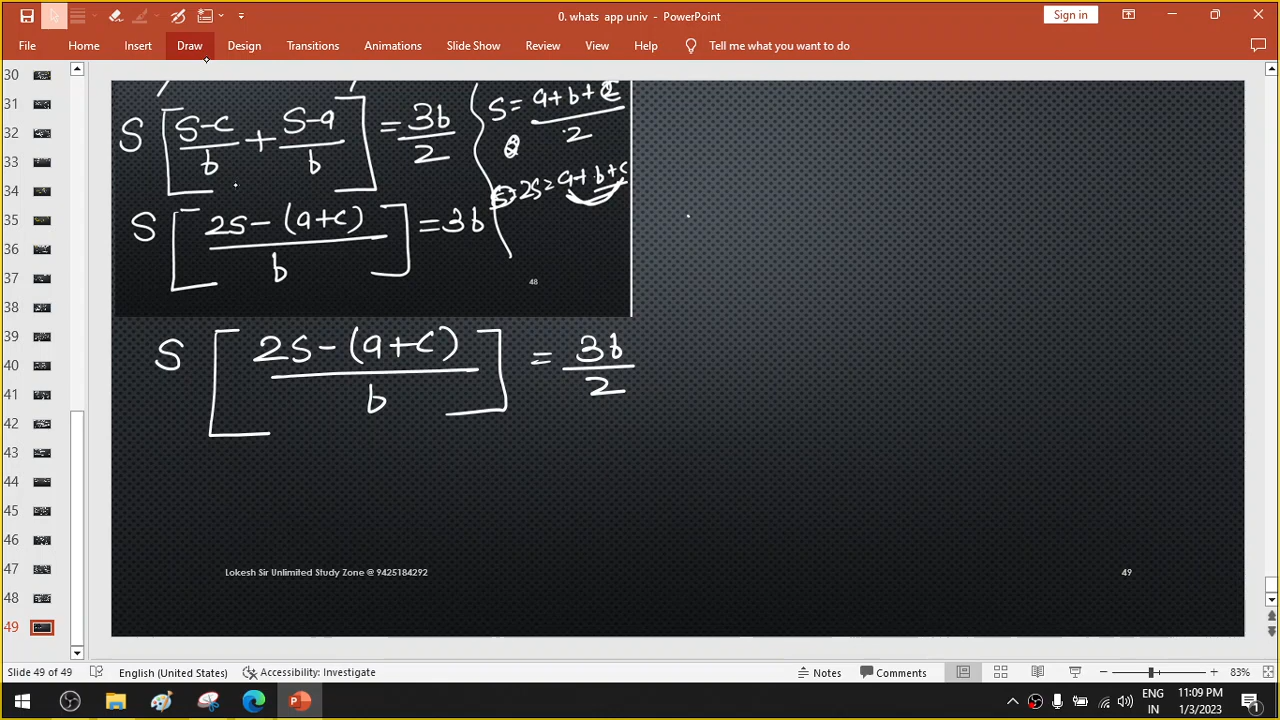 0. whats app univ - PowerPoint
Sign in
File Home Insert Draw Design Transitions Animations Slide Show Review View Help Tell me what you want to do
30
31
32
33
34
35
36
37
38
39
40
41
42
43
44
45
46
47
48
49
S [ (S-c)/b + (S-a)/b ] = 3b/2
S = (a+b+c)/2
2S = a+b+c
S [ (2S-(a+c))/b ] = 3b
48
S [ (2S-(a+c))/b ] = 3b/2
Lokesh Sir Unlimited Study Zone @ 9425184292
49
Slide 49 of 49 English (United States) Accessibility: Investigate Notes Comments 83%
ENG 11:09 PM
IN 1/3/2023
1